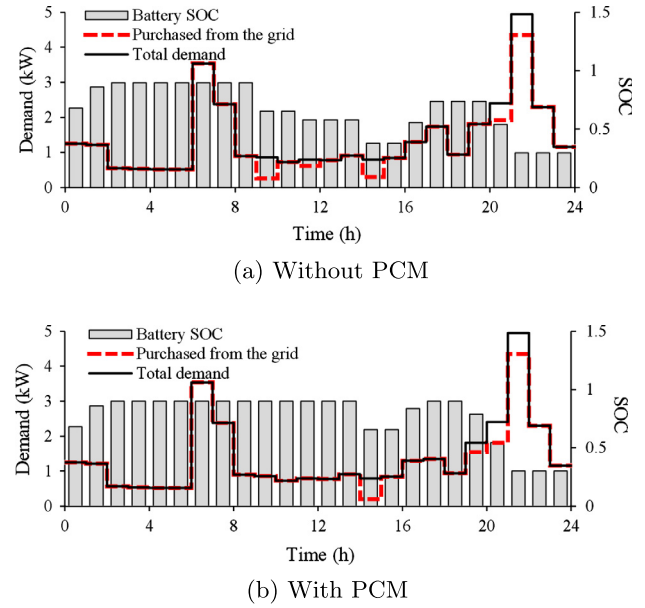 Battery SOC
Purchased from the grid
Total demand
5
4
3
2
1
0
Demand (kW)
1.5
1
0.5
0
SOC
0 4 8 12 16 20 24
Time (h)
(a) Without PCM
Battery SOC
Purchased from the grid
Total demand
5
4
3
2
1
0
Demand (kW)
1.5
1
0.5
0
SOC
0 4 8 12 16 20 24
Time (h)
(b) With PCM